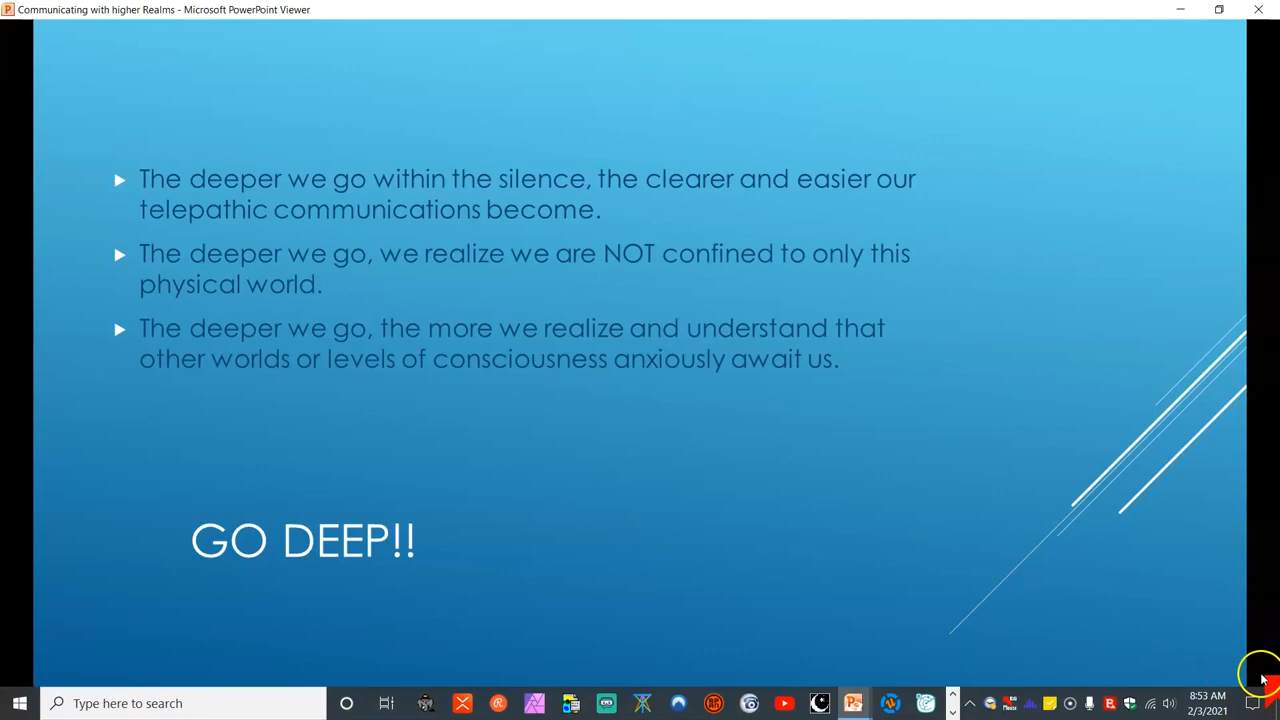 Communicating with higher Realms - Microsoft PowerPoint Viewer
The deeper we go within the silence, the clearer and easier our
telepathic communications become.
The deeper we go, we realize we are NOT confined to only this
physical world.
The deeper we go, the more we realize and understand that
other worlds or levels of consciousness anxiously await us.
GO DEEP!!
Type here to search
8:53 AM
2/3/2021